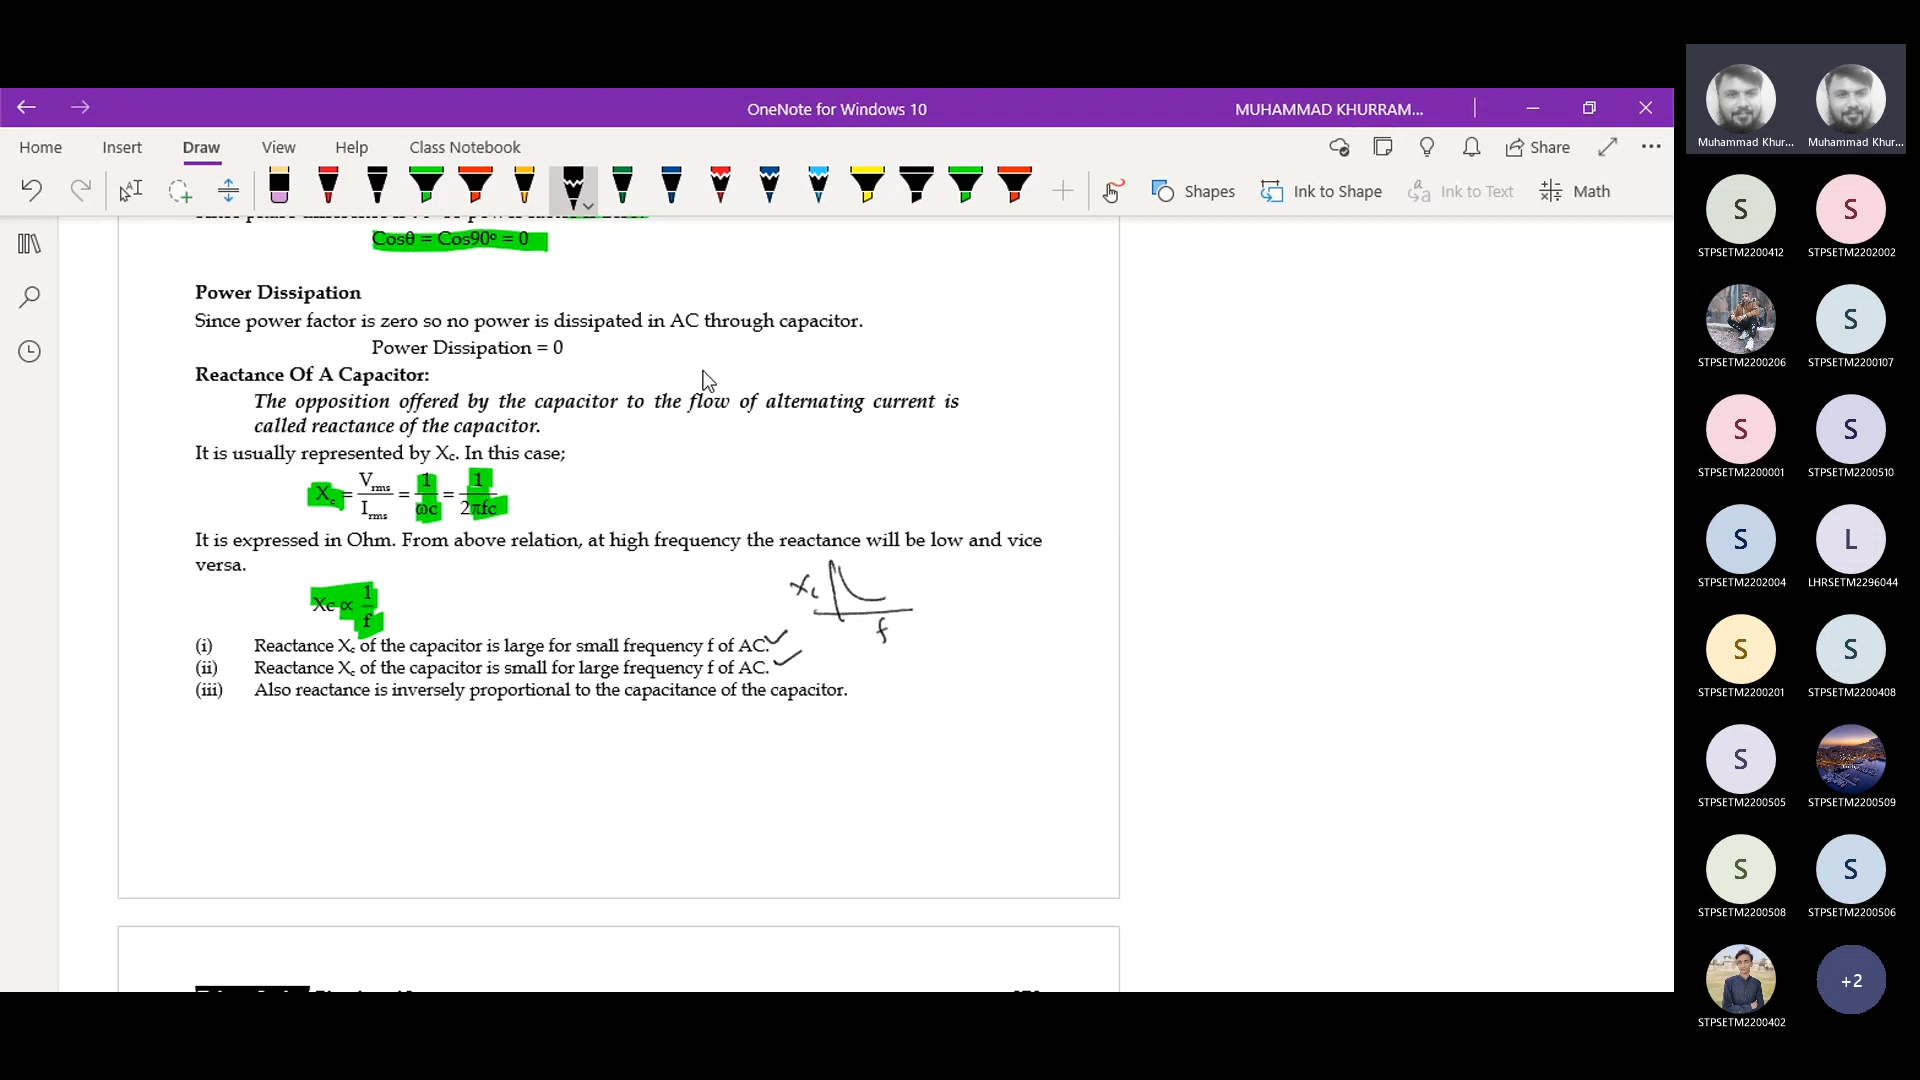 OneNote for Windows 10
MUHAMMAD KHURRAM...
Home Insert Draw View Help Class Notebook
Share
Shapes Ink to Shape Ink to Text Math
Cosθ = Cos90º = 0
Power Dissipation
Since power factor is zero so no power is dissipated in AC through capacitor.
Power Dissipation = 0
Reactance Of A Capacitor:
The opposition offered by the capacitor to the flow of alternating current is
called reactance of the capacitor.
It is usually represented by Xc. In this case;
Xc = Vrms/Irms = 1/ωc = 1/2πfc
It is expressed in Ohm. From above relation, at high frequency the reactance will be low and vice
versa.
Xc
Xc ∝ 1/f
f
(i) Reactance Xc of the capacitor is large for small frequency f of AC.
(ii) Reactance Xc of the capacitor is small for large frequency f of AC.
(iii) Also reactance is inversely proportional to the capacitance of the capacitor.
Muhammad Khur... Muhammad Khur...
S S
STPSETM2200412 STPSETM2202002
S
STPSETM2200206 STPSETM2200107
S S
STPSETM2200001 STPSETM2200510
S L
STPSETM2202004 LHRSETM2296044
S S
STPSETM2200201 STPSETM2200408
S
STPSETM2200505 STPSETM2200509
S S
STPSETM2200508 STPSETM2200506
+2
STPSETM2200402